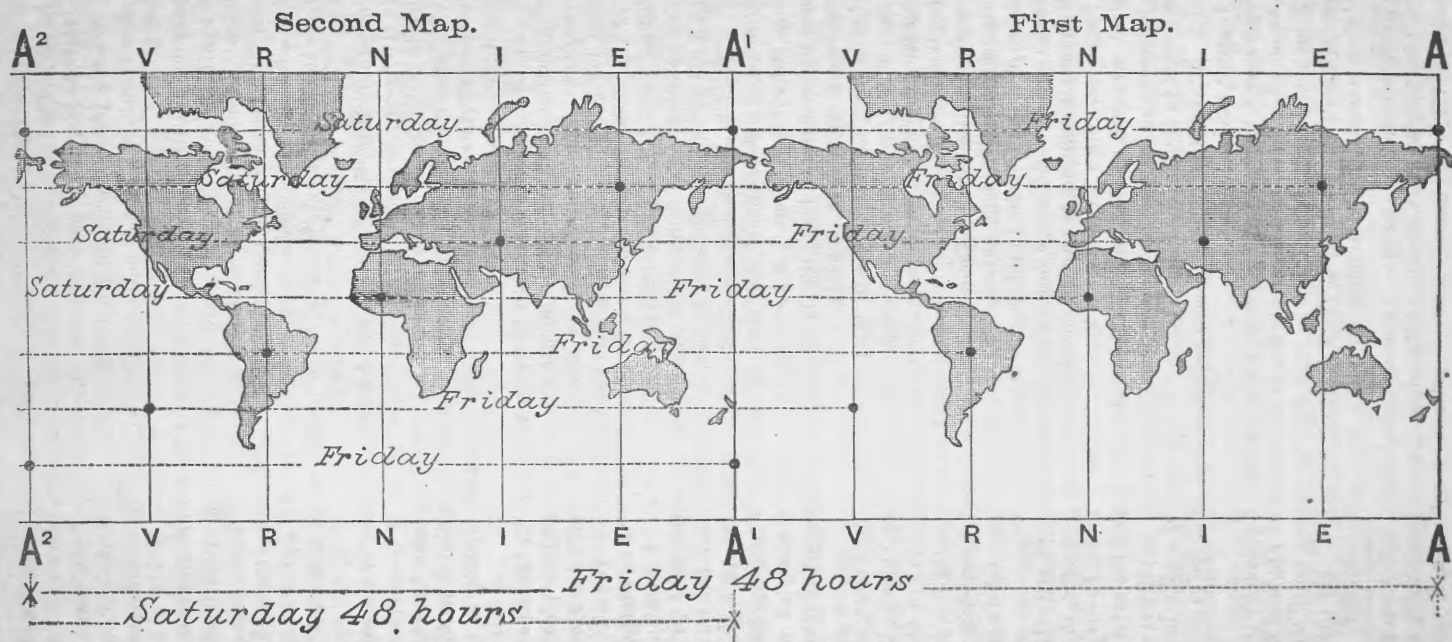 Second Map. First Map.
A² V R N I E A¹ V R N I E A
Saturday Friday
Saturday Friday
Saturday Friday
Saturday Friday
Friday
Friday
Friday
A² V R N I E A¹ V R N I E A
Friday 48 hours
Saturday 48 hours